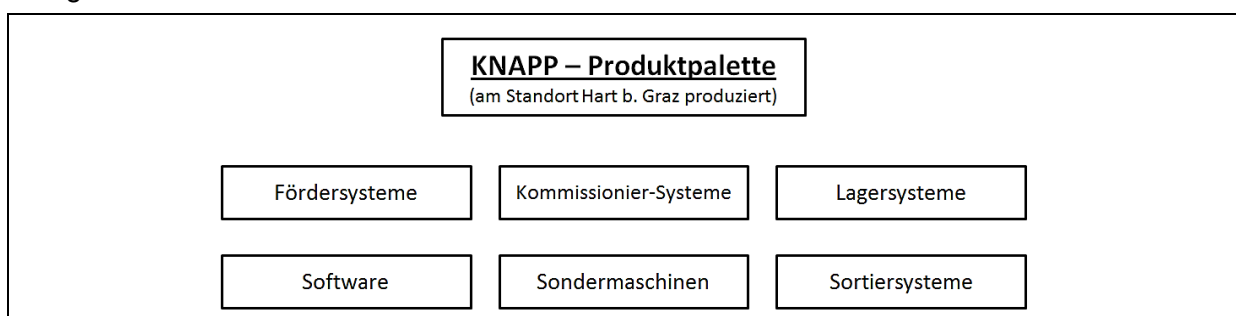 KNAPP – Produktpalette
(am Standort Hart b. Graz produziert)
Fördersysteme
Kommissionier-Systeme
Lagersysteme
Software
Sondermaschinen
Sortiersysteme